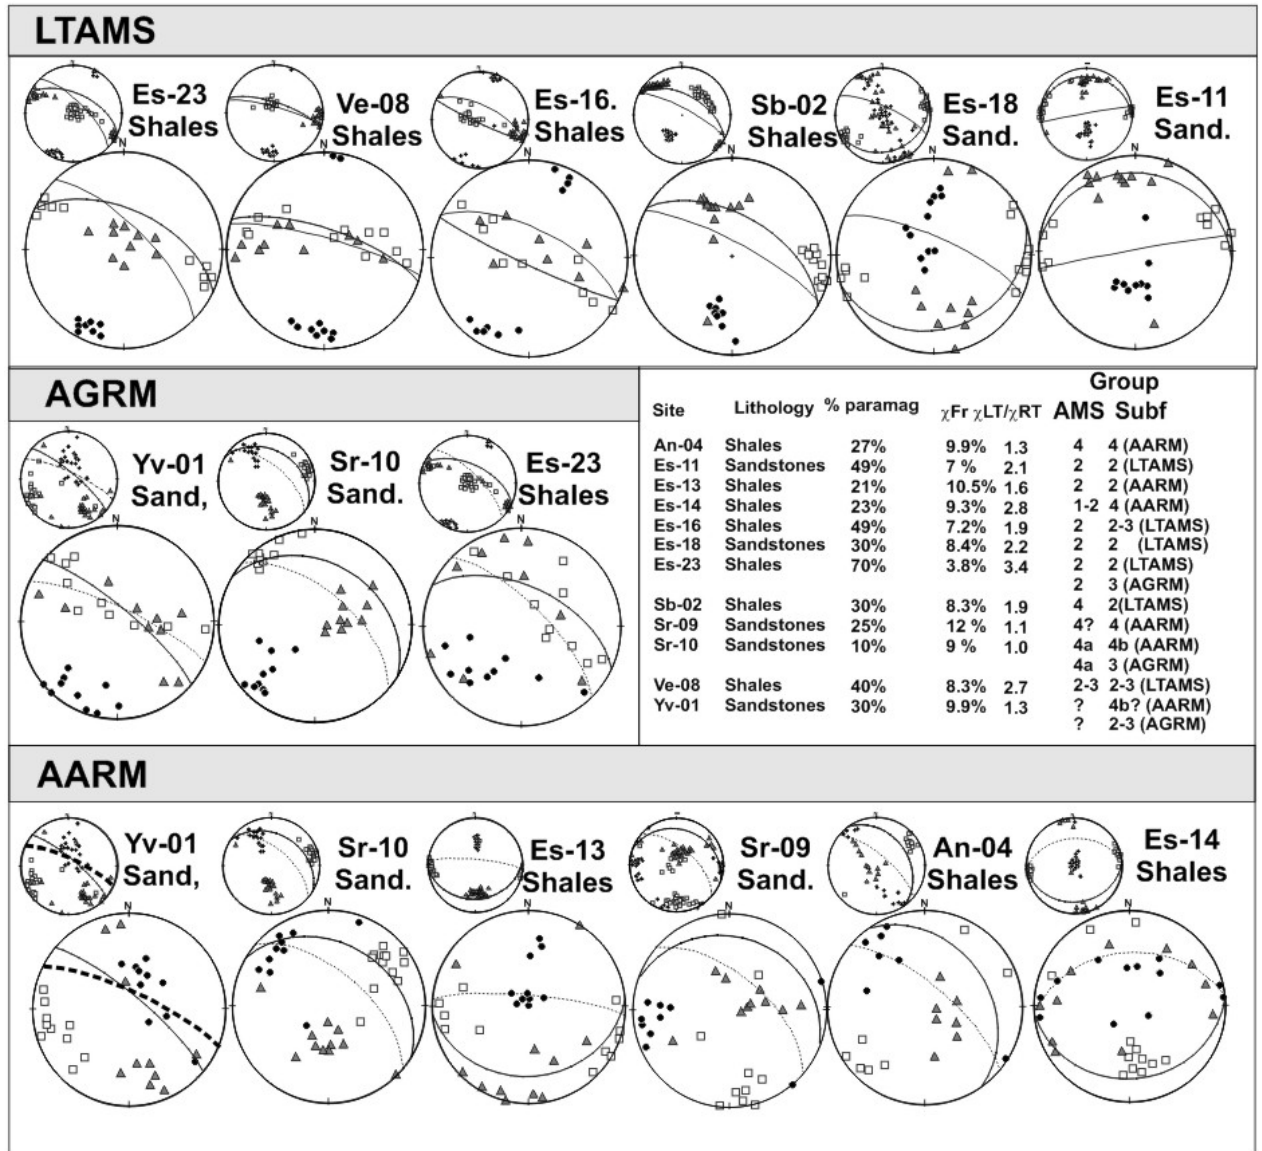 LTAMS
Es-23
Shales
Ve-08
Shales
Es-16.
Shales
Sb-02
Shales
Es-18
Sand.
Es-11
Sand.
N
N
N
N
N
N
AGRM
Yv-01
Sand,
Sr-10
Sand.
Es-23
Shales
N
N
N
Group
Site Lithology % paramag χFr χLT/χRT AMS Subf
An-04 Shales 27% 9.9% 1.3 4 4 (AARM)
Es-11 Sandstones 49% 7 % 2.1 2 2 (LTAMS)
Es-13 Shales 21% 10.5% 1.6 2 2 (AARM)
Es-14 Shales 23% 9.3% 2.8 1-2 4 (AARM)
Es-16 Shales 49% 7.2% 1.9 2 2-3 (LTAMS)
Es-18 Sandstones 30% 8.4% 2.2 2 2 (LTAMS)
Es-23 Shales 70% 3.8% 3.4 2 2 (LTAMS)
2 3 (AGRM)
Sb-02 Shales 30% 8.3% 1.9 4 2(LTAMS)
Sr-09 Sandstones 25% 12 % 1.1 4? 4 (AARM)
Sr-10 Sandstones 10% 9 % 1.0 4a 4b (AARM)
4a 3 (AGRM)
Ve-08 Shales 40% 8.3% 2.7 2-3 2-3 (LTAMS)
Yv-01 Sandstones 30% 9.9% 1.3 ? 4b? (AARM)
? 2-3 (AGRM)
AARM
Yv-01
Sand,
Sr-10
Sand.
Es-13
Shales
Sr-09
Sand.
An-04
Shales
Es-14
Shales
N
N
N
N
N
N